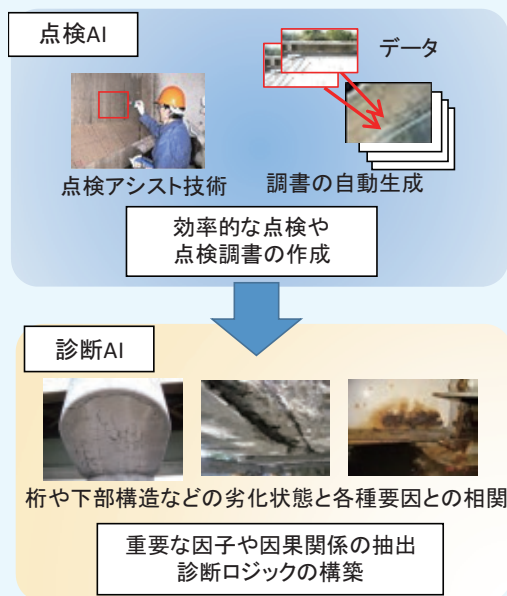 点検AI
データ
点検アシスト技術
調書の自動生成
効率的な点検や
点検調書の作成
診断AI
桁や下部構造などの劣化状態と各種要因との相関
重要な因子や因果関係の抽出
診断ロジックの構築